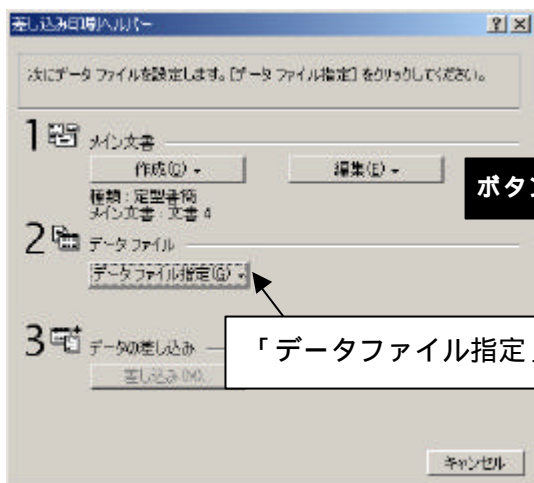 差し込み印刷ヘルパー
次にデータ ファイルを設定します。[データ ファイル指定] をクリックしてください。
1 メイン文書
作成(C)
編集(E)
ボタン
種類 : 定型書簡
メイン文書 : 文書 4
2 データ ファイル
データ ファイル指定(G)
「データファイル指定」
3 データの差し込み
差し込み(M)...
キャンセル